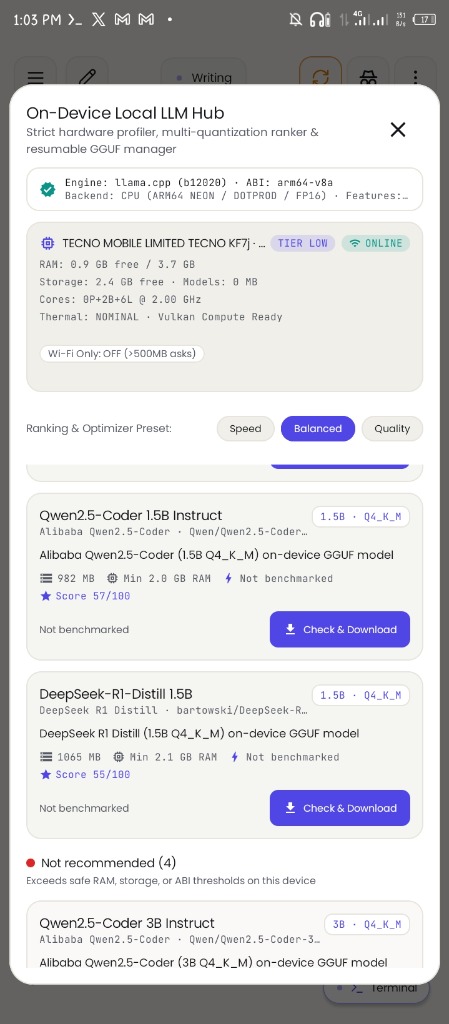 1:03 PM
4G
151 B/s
17
Writing
On-Device Local LLM Hub
Strict hardware profiler, multi-quantization ranker &
resumable GGUF manager
Engine: llama.cpp (b12020) · ABI: arm64-v8a
Backend: CPU (ARM64 NEON / DOTPROD / FP16) · Features:…
TECNO MOBILE LIMITED TECNO KF7j · … TIER LOW ONLINE
RAM: 0.9 GB free / 3.7 GB
Storage: 2.4 GB free · Models: 0 MB
Cores: 0P+2B+6L @ 2.00 GHz
Thermal: NOMINAL · Vulkan Compute Ready
Wi-Fi Only: OFF (>500MB asks)
Ranking & Optimizer Preset: Speed Balanced Quality
Qwen2.5-Coder 1.5B Instruct 1.5B · Q4_K_M
Alibaba Qwen2.5-Coder · Qwen/Qwen2.5-Coder…
Alibaba Qwen2.5-Coder (1.5B Q4_K_M) on-device GGUF model
982 MB Min 2.0 GB RAM Not benchmarked
Score 57/100
Not benchmarked Check & Download
DeepSeek-R1-Distill 1.5B 1.5B · Q4_K_M
DeepSeek R1 Distill · bartowski/DeepSeek-R…
DeepSeek R1 Distill (1.5B Q4_K_M) on-device GGUF model
1065 MB Min 2.1 GB RAM Not benchmarked
Score 55/100
Not benchmarked Check & Download
Not recommended (4)
Exceeds safe RAM, storage, or ABI thresholds on this device
Qwen2.5-Coder 3B Instruct 3B · Q4_K_M
Alibaba Qwen2.5-Coder · Qwen/Qwen2.5-Coder-3…
Alibaba Qwen2.5-Coder (3B Q4_K_M) on-device GGUF model
Terminal